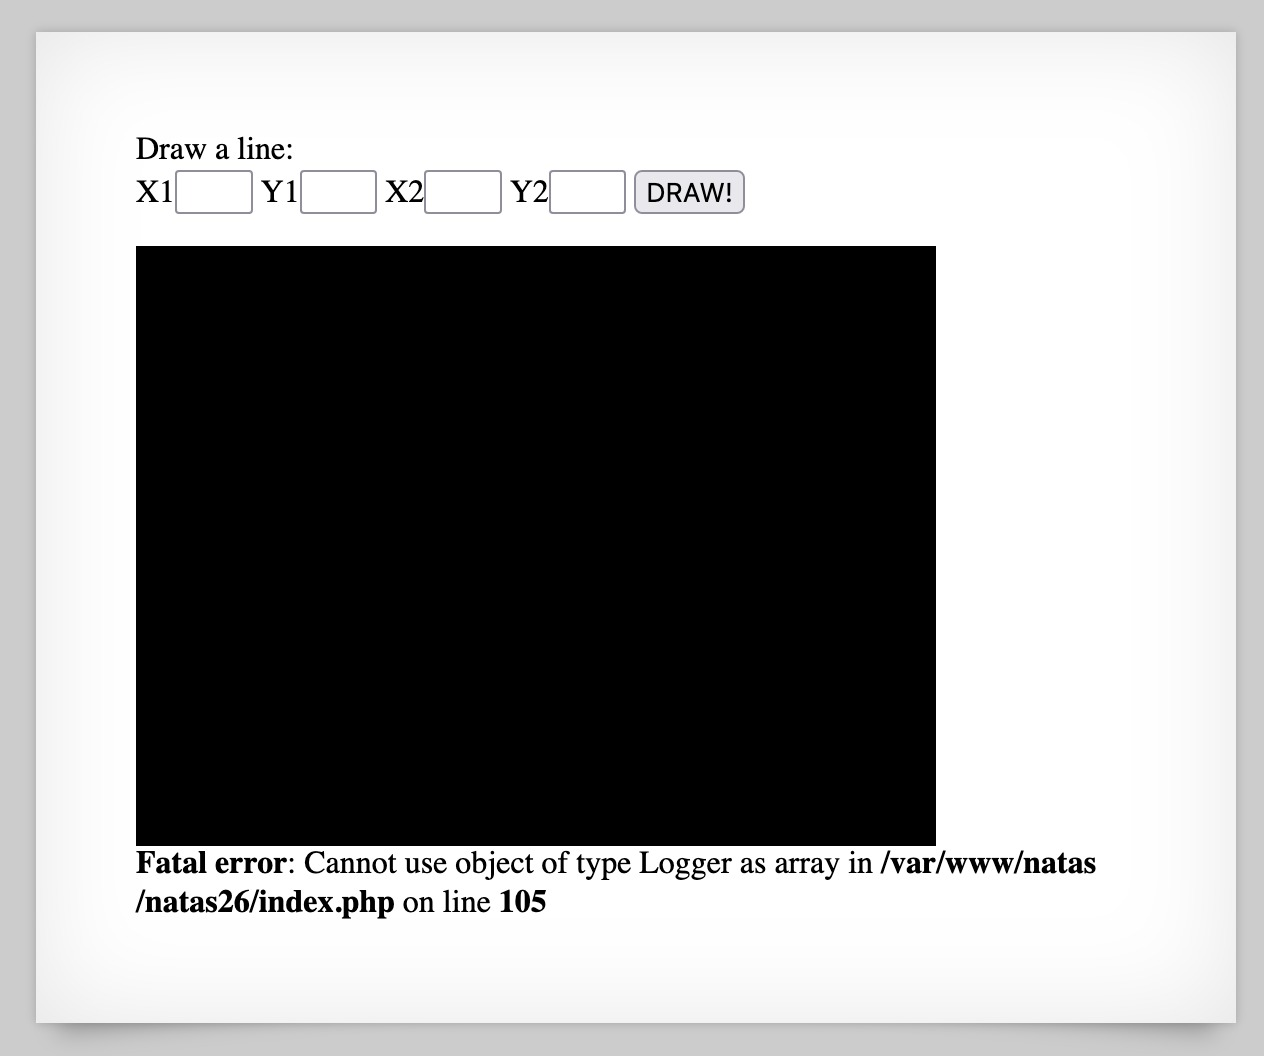 Draw a line:
X1 Y1 X2 Y2 DRAW!
Fatal error: Cannot use object of type Logger as array in /var/www/natas
/natas26/index.php on line 105